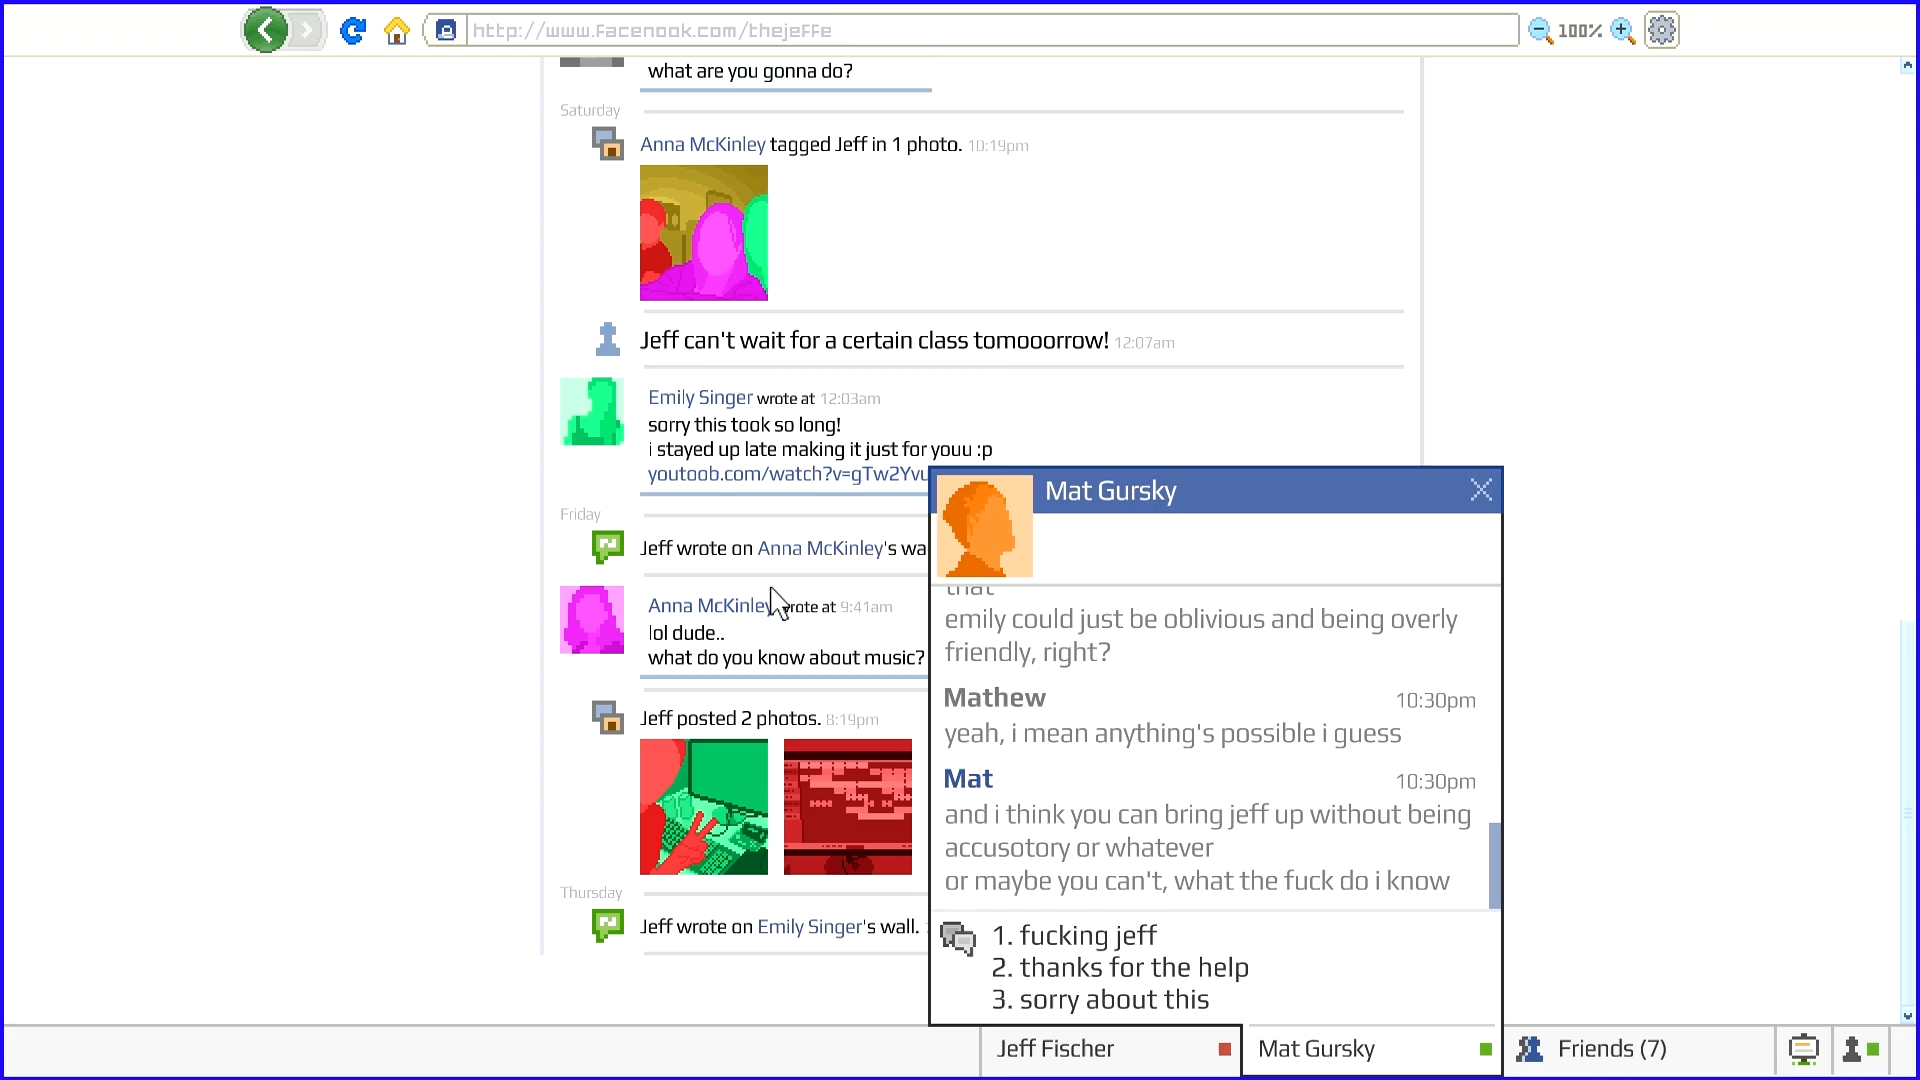 http://www.facenook.com/thejeffe
100%
what are you gonna do?
Saturday
Anna McKinley tagged Jeff in 1 photo. 10:19pm
Jeff can't wait for a certain class tomooorrow! 12:07am
Emily Singer wrote at 12:03am
sorry this took so long!
i stayed up late making it just for youu :p
youtoob.com/watch?v=gTw2Yvu
Friday
Jeff wrote on Anna McKinley's wa
Anna McKinley wrote at 9:41am
lol dude..
what do you know about music?
Jeff posted 2 photos. 8:19pm
Thursday
Jeff wrote on Emily Singer's wall.
Mat Gursky
that
emily could just be oblivious and being overly
friendly, right?
Mathew 10:30pm
yeah, i mean anything's possible i guess
Mat 10:30pm
and i think you can bring jeff up without being
accusotory or whatever
or maybe you can't, what the fuck do i know
1. fucking jeff
2. thanks for the help
3. sorry about this
Jeff Fischer
Mat Gursky
Friends (7)